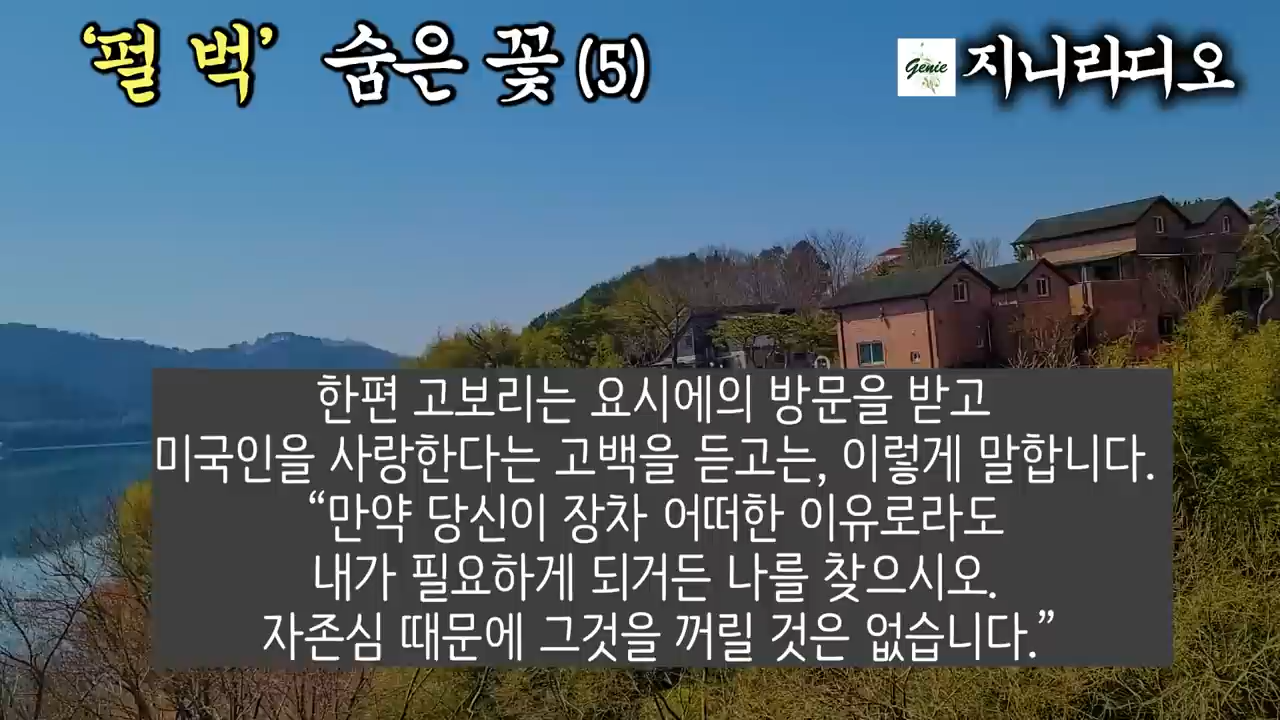 ‘펄 벅’ 숨은 꽃 (5)
Genie 지니라디오
한편 고보리는 요시에의 방문을 받고
미국인을 사랑한다는 고백을 듣고는, 이렇게 말합니다.
“만약 당신이 장차 어떠한 이유로라도
내가 필요하게 되거든 나를 찾으시오.
자존심 때문에 그것을 꺼릴 것은 없습니다.”